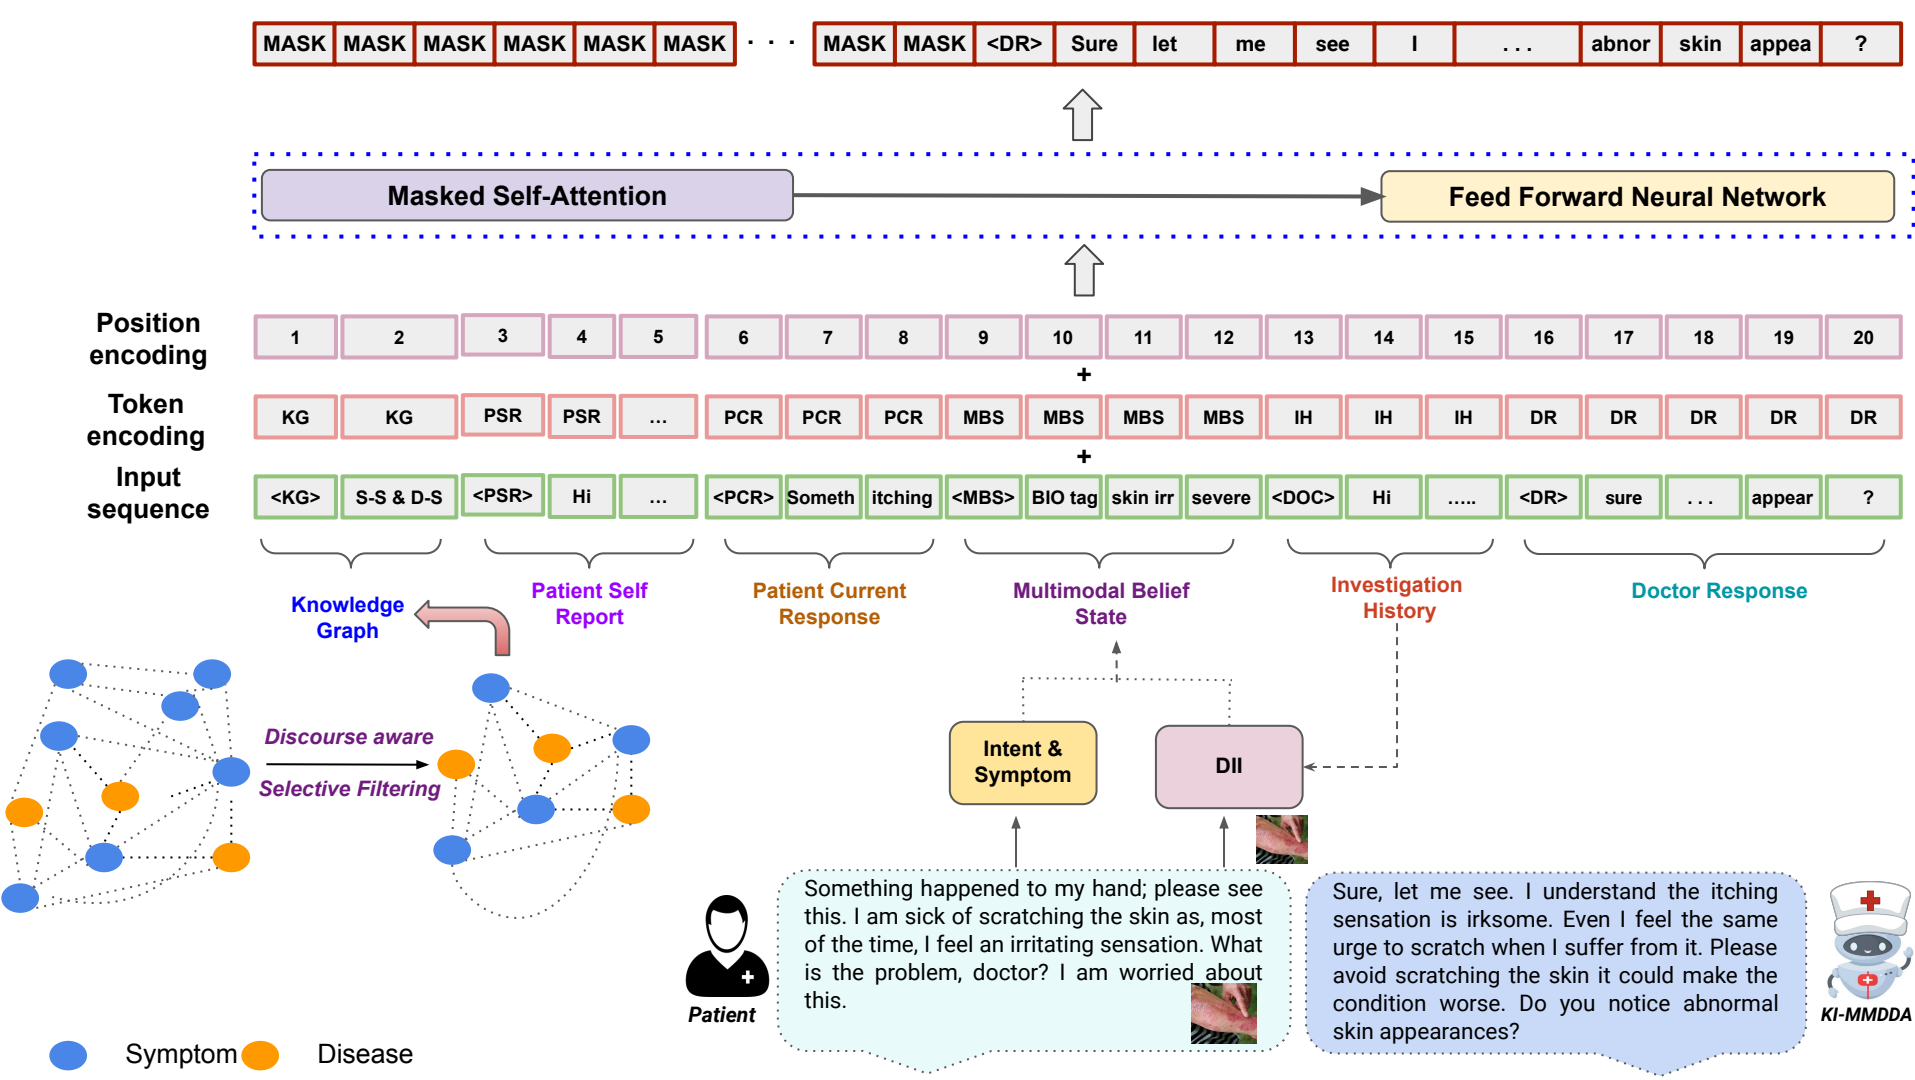 MASK MASK MASK MASK MASK MASK . . . MASK MASK <DR> Sure let me see I . . . abnor skin appea ?
Masked Self-Attention
Feed Forward Neural Network
Position
encoding
1 2 3 4 5 6 7 8 9 10 11 12 13 14 15 16 17 18 19 20
+
Token
encoding
KG KG PSR PSR ... PCR PCR PCR MBS MBS MBS MBS IH IH IH DR DR DR DR DR
+
Input
sequence
<KG> S-S & D-S <PSR> Hi ... <PCR> Someth itching <MBS> BIO tag skin irr severe <DOC> Hi ..... <DR> sure . . . appear ?
Knowledge
Graph
Patient Self
Report
Patient Current
Response
Multimodal Belief
State
Investigation
History
Doctor Response
Discourse aware
Selective Filtering
Intent &
Symptom
DII
Something happened to my hand; please see
this. I am sick of scratching the skin as, most
of the time, I feel an irritating sensation. What
is the problem, doctor? I am worried about
this.
Patient
Sure, let me see. I understand the itching
sensation is irksome. Even I feel the same
urge to scratch when I suffer from it. Please
avoid scratching the skin it could make the
condition worse. Do you notice abnormal
skin appearances?
KI-MMDDA
Symptom
Disease